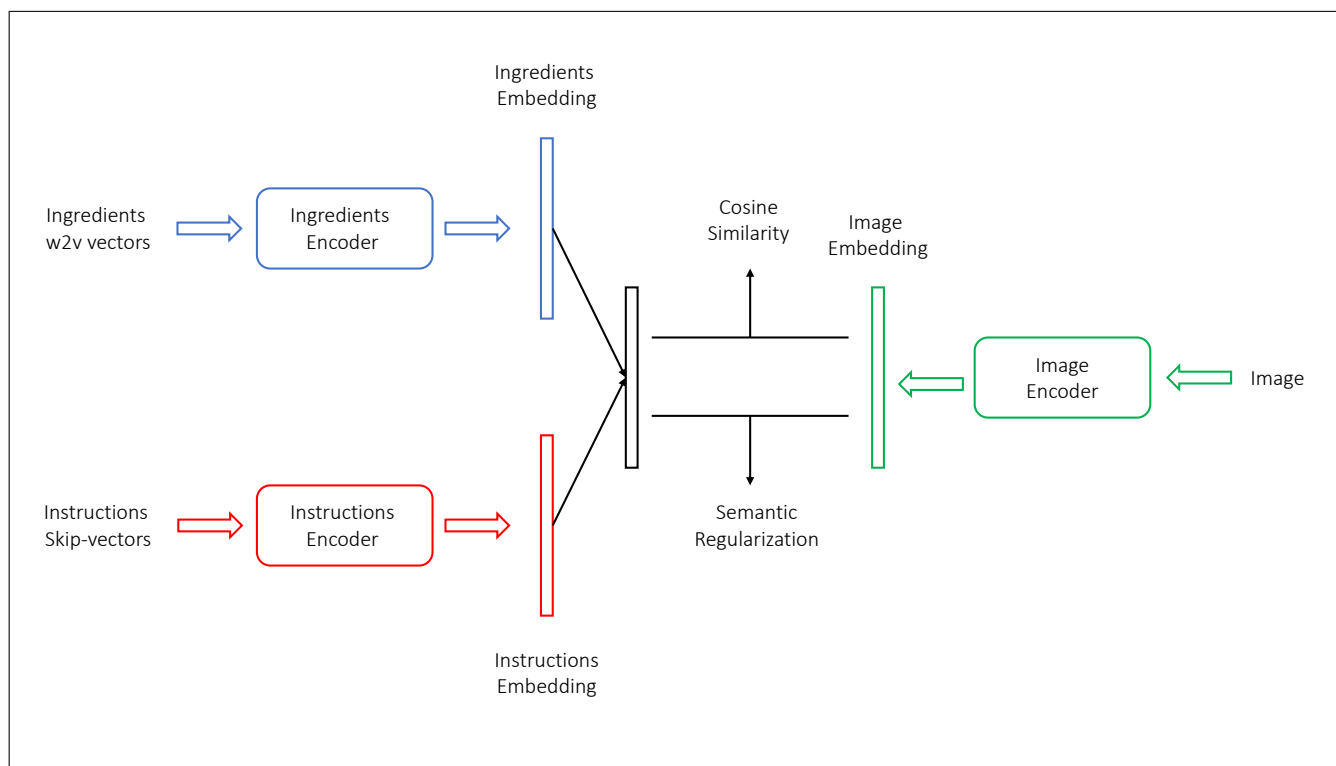 Ingredients
Embedding
Ingredients
w2v vectors
Ingredients
Encoder
Cosine
Similarity
Image
Embedding
Image
Encoder
Image
Instructions
Skip-vectors
Instructions
Encoder
Semantic
Regularization
Instructions
Embedding